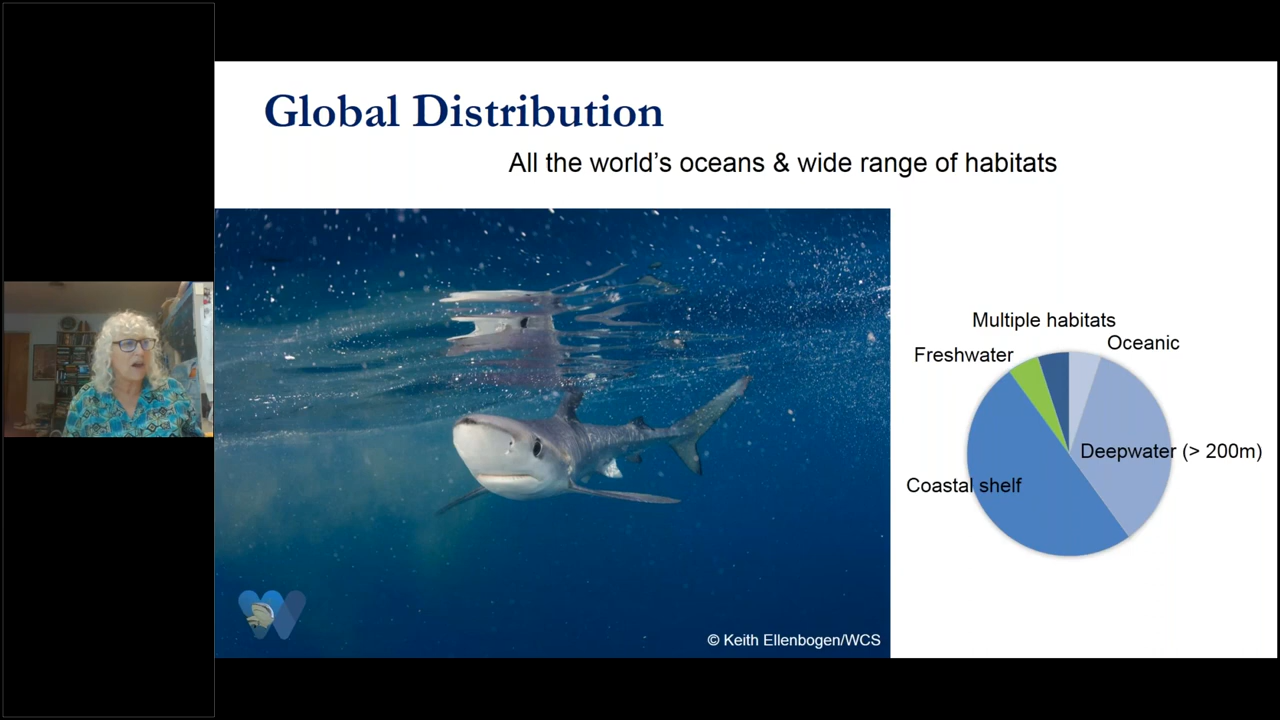 Global Distribution
All the world's oceans & wide range of habitats
Multiple habitats
Oceanic
Freshwater
Deepwater (> 200m)
Coastal shelf
© Keith Ellenbogen/WCS